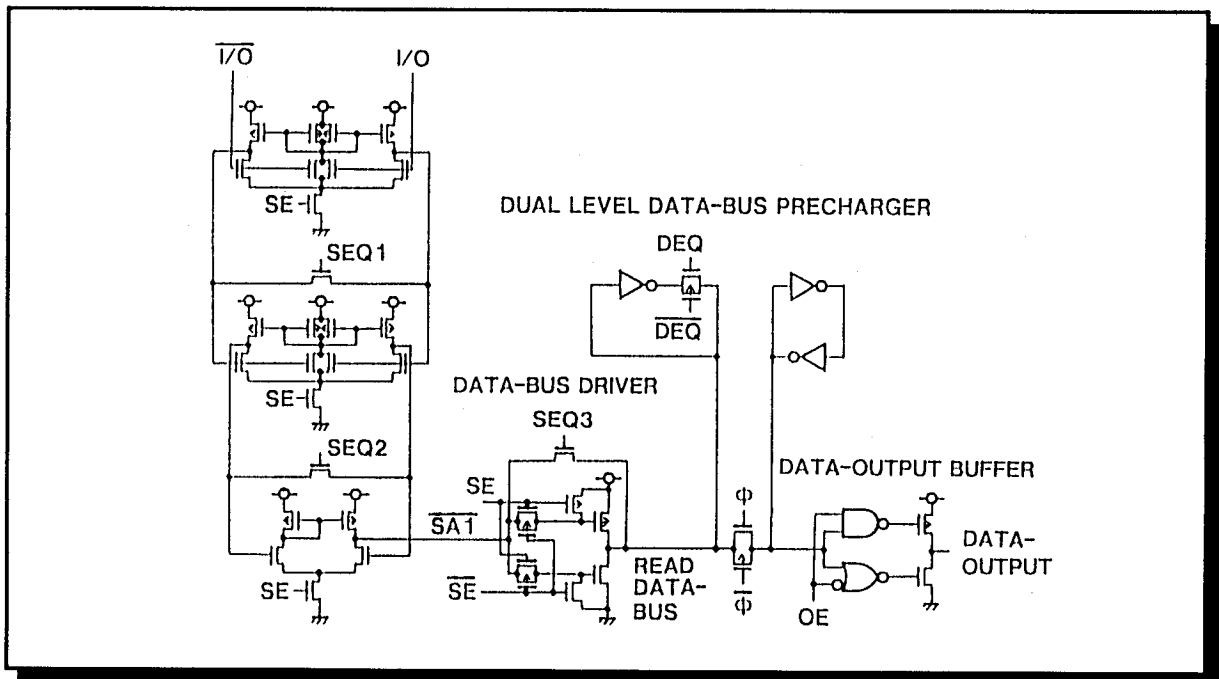 I/O I/O
SE
SEQ1
SE
SEQ2
SE
DUAL LEVEL DATA-BUS PRECHARGER
DEQ
DEQ
DATA-BUS DRIVER
SEQ3
SE
SA1
SE
READ
DATA-
BUS
Φ
Φ
DATA-OUTPUT BUFFER
OE
DATA-
OUTPUT